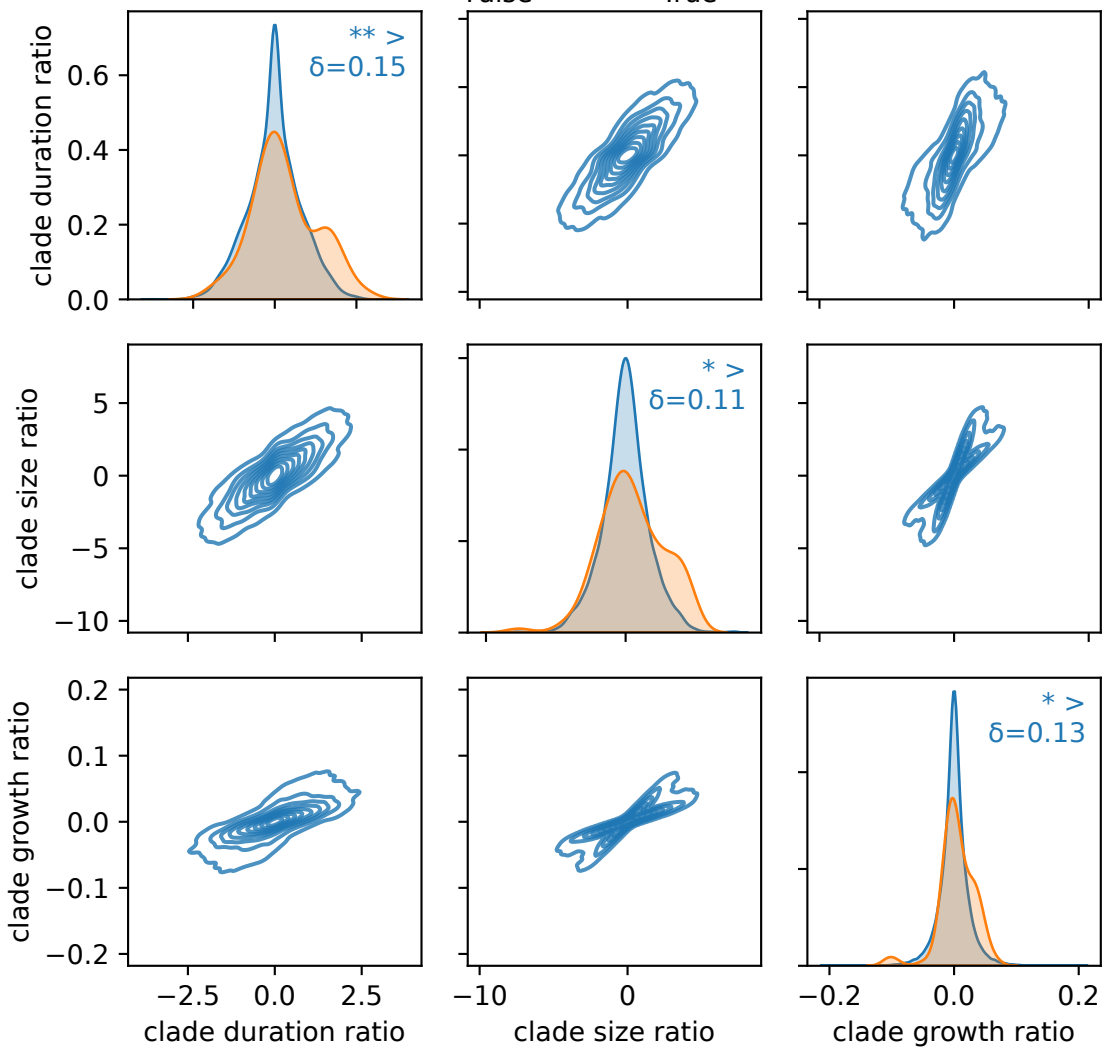 clade duration ratio
0.6
0.4
0.2
0.0
** >
δ=0.15
clade size ratio
5
0
−5
−10
* >
δ=0.11
clade growth ratio
0.2
0.1
0.0
−0.1
−0.2
* >
δ=0.13
−2.5 0.0 2.5
clade duration ratio
−10 0
clade size ratio
−0.2 0.0 0.2
clade growth ratio